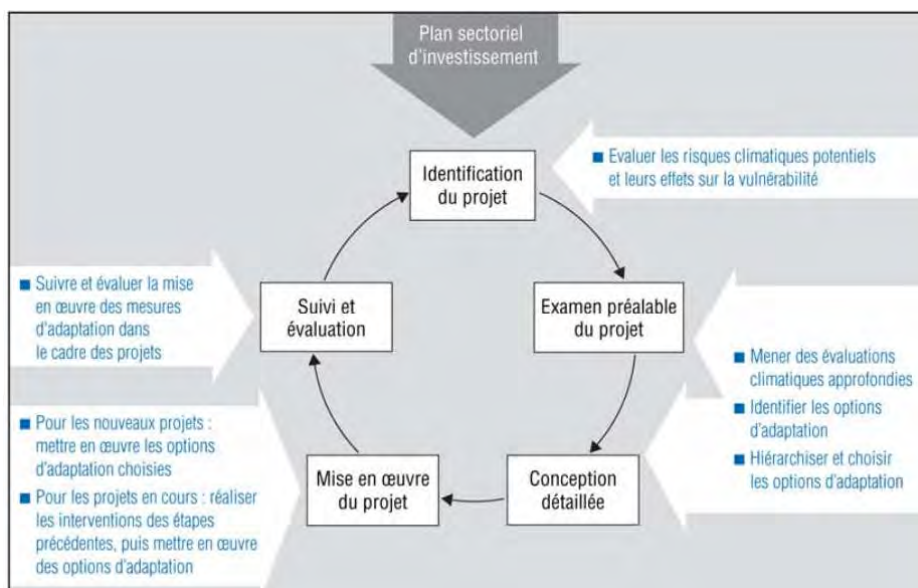 Plan sectoriel
d'investissement
Identification
du projet
■ Evaluer les risques climatiques potentiels
et leurs effets sur la vulnérabilité
■ Suivre et évaluer la mise
en œuvre des mesures
d'adaptation dans
le cadre des projets
Suivi et
évaluation
Examen préalable
du projet
■ Mener des évaluations
climatiques approfondies
■ Identifier les options
d'adaptation
■ Hiérarchiser et choisir
les options d'adaptation
■ Pour les nouveaux projets :
mettre en œuvre les options
d'adaptation choisies
■ Pour les projets en cours : réaliser
les interventions des étapes
précédentes, puis mettre en œuvre
des options d'adaptation
Mise en œuvre
du projet
Conception
détaillée